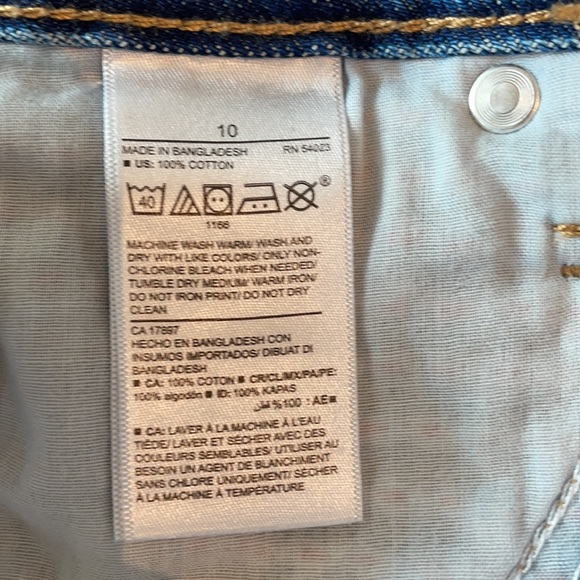 10
MADE IN BANGLADESH RN 54023
■ US: 100% COTTON
40 ®
1166
MACHINE WASH WARM/ WASH AND
DRY WITH LIKE COLORS/ ONLY NON-
CHLORINE BLEACH WHEN NEEDED/
TUMBLE DRY MEDIUM/ WARM IRON/
DO NOT IRON PRINT/ DO NOT DRY
CLEAN
CA 17897
HECHO EN BANGLADESH CON
INSUMOS IMPORTADOS/ DIBUAT DI
BANGLADESH
■ CA: 100% COTON ■ CR/CL/MX/PA/PE:
100% algodón ■ ID: 100% KAPAS
■ AE: 100%
■ CA: LAVER À LA MACHINE À L'EAU
TIÈDE/ LAVER ET SÉCHER AVEC DES
COULEURS SEMBLABLES/ UTILISER AU
BESOIN UN AGENT DE BLANCHIMENT
SANS CHLORE UNIQUEMENT/ SÉCHER
À LA MACHINE À TEMPÉRATURE